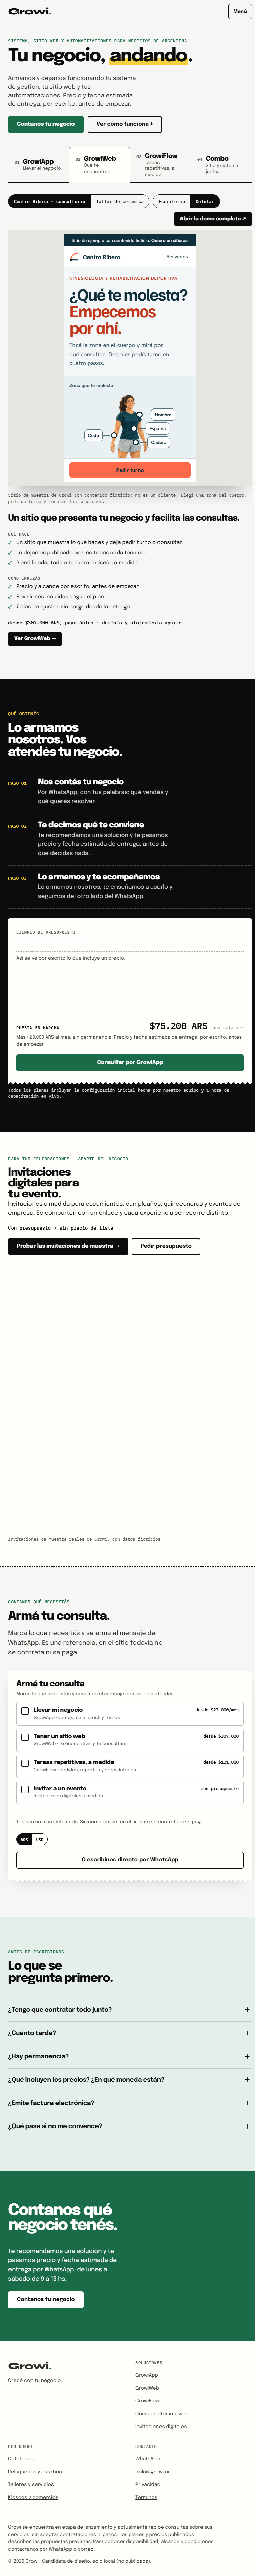 Growi.
Menú
SISTEMA, SITIO WEB Y AUTOMATIZACIONES PARA NEGOCIOS DE ARGENTINA
Tu negocio, andando.
Armamos y dejamos funcionando tu sistema
de gestión, tu sitio web y tus
automatizaciones. Precio y fecha estimada
de entrega, por escrito, antes de empezar.
Contanos tu negocio
Ver cómo funciona ↓
01 GrowiApp
Llevar el negocio
02 GrowiWeb
Que te
encuentren
03 GrowiFlow
Tareas
repetitivas, a
medida
04 Combo
Sitio y sistema
juntos
Centro Ribera · consultorio
Taller de cerámica
Escritorio
Celular
Abrir la demo completa ↗
Sitio de ejemplo con contenido ficticio. Quiero un sitio así
Centro Ribera
Servicios
KINESIOLOGÍA Y REHABILITACIÓN DEPORTIVA
¿Qué te molesta?
Empecemos
por ahí.
Tocá la zona en el cuerpo y mirá por
qué consultan. Después pedís turno en
cuatro pasos.
Zona que te molesta
Hombro
Espalda
Codo
Cadera
Pedir turno
Sitio de muestra de Growi con contenido ficticio: no es un cliente. Elegí una zona del cuerpo,
pedí un turno y recorré las secciones.
Un sitio que presenta tu negocio y facilita las consultas.
QUÉ HACE
✓ Un sitio que muestra lo que hacés y deja pedir turno o consultar
✓ Lo dejamos publicado: vos no tocás nada técnico
✓ Plantilla adaptada a tu rubro o diseño a medida
CÓMO EMPEZÁS
✓ Precio y alcance por escrito, antes de empezar
✓ Revisiones incluidas según el plan
✓ 7 días de ajustes sin cargo desde la entrega
desde $307.000 ARS, pago único · dominio y alojamiento aparte
Ver GrowiWeb →
QUÉ OBTENÉS
Lo armamos
nosotros. Vos
atendés tu negocio.
PASO 01
Nos contás tu negocio
Por WhatsApp, con tus palabras: qué vendés y
qué querés resolver.
PASO 02
Te decimos qué te conviene
Te recomendamos una solución y te pasamos
precio y fecha estimada de entrega, antes de
que decidas nada.
PASO 03
Lo armamos y te acompañamos
Lo armamos nosotros, te enseñamos a usarlo y
seguimos del otro lado del WhatsApp.
EJEMPLO DE PRESUPUESTO
Así se ve por escrito lo que incluye un precio.
PUESTA EN MARCHA
$75.200 ARS una sola vez
Más $23.000 ARS al mes, sin permanencia. Precio y fecha estimada de entrega, por escrito, antes
de empezar.
Consultar por GrowiApp
Todos los planes incluyen la configuración inicial hecha por nuestro equipo y 1 hora de
capacitación en vivo.
PARA TUS CELEBRACIONES · APARTE DEL NEGOCIO
Invitaciones
digitales para
tu evento.
Invitaciones a medida para casamientos, cumpleaños, quinceañeras y eventos de
empresa. Se comparten con un enlace y cada experiencia se recorre distinto.
Con presupuesto · sin precio de lista
Probar las invitaciones de muestra →
Pedir presupuesto
Invitaciones de muestra reales de Growi, con datos ficticios.
CONTANOS QUÉ NECESITÁS
Armá tu consulta.
Marcá lo que necesitás y se arma el mensaje de
WhatsApp. Es una referencia: en el sitio todavía no
se contrata ni se paga.
Armá tu consulta
Marcá lo que necesitás y armamos el mensaje con precios «desde».
Llevar mi negocio
desde $23.000/mes
GrowiApp · ventas, caja, stock y turnos
Tener un sitio web
desde $307.000
GrowiWeb · te encuentran y te consultan
Tareas repetitivas, a medida
desde $121.000
GrowiFlow · pedidos, reportes y recordatorios
Invitar a un evento
con presupuesto
Invitaciones digitales a medida
Todavía no marcaste nada. Sin compromiso: en el sitio no se contrata ni se paga.
ARS
USD
O escribinos directo por WhatsApp
ANTES DE ESCRIBIRNOS
Lo que se
pregunta primero.
¿Tengo que contratar todo junto? +
¿Cuánto tarda? +
¿Hay permanencia? +
¿Qué incluyen los precios? ¿En qué moneda están? +
¿Emite factura electrónica? +
¿Qué pasa si no me convence? +
Contanos qué
negocio tenés.
Te recomendamos una solución y te
pasamos precio y fecha estimada de
entrega por WhatsApp, de lunes a
sábado de 9 a 19 hs.
Contanos tu negocio
Growi.
Crecé con tu negocio.
SOLUCIONES
GrowiApp
GrowiWeb
GrowiFlow
Combo sistema + web
Invitaciones digitales
POR RUBRO
Cafeterías
Peluquerías y estética
Talleres y servicios
Kioscos y comercios
CONTACTO
WhatsApp
hola@growi.ar
Privacidad
Términos
Growi se encuentra en etapa de lanzamiento y actualmente recibe consultas sobre sus
servicios, sin aceptar contrataciones ni pagos. Los planes y precios publicados
describen las propuestas previstas. Para conocer disponibilidad, alcance y condiciones,
contactanos por WhatsApp o correo.
© 2026 Growi · Candidata de diseño, solo local (no publicada).